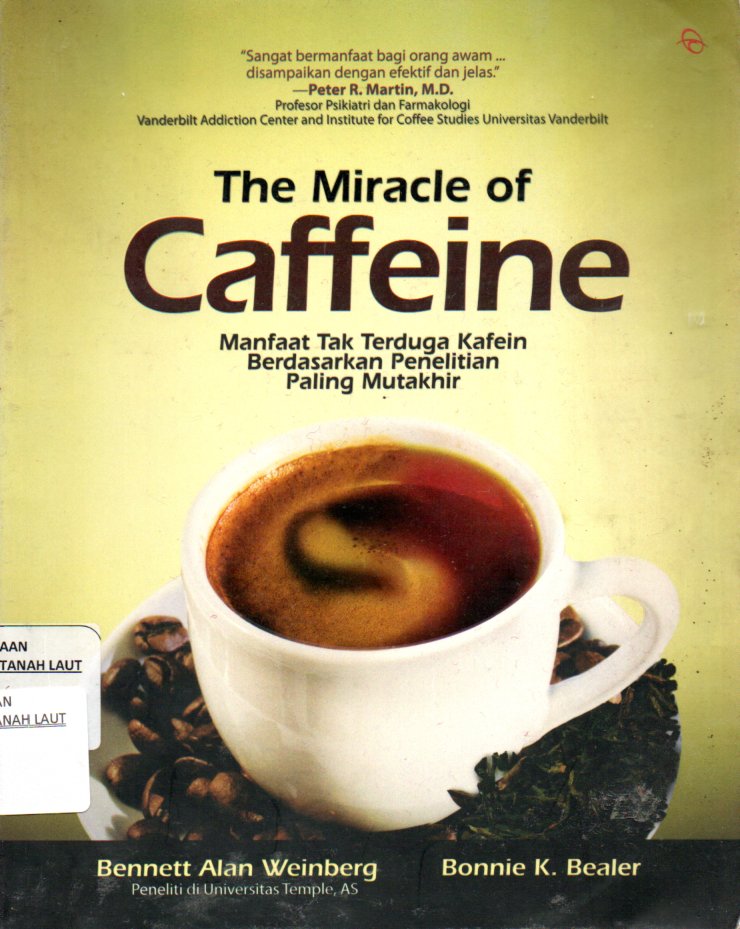 “Sangat bermanfaat bagi orang awam ...
disampaikan dengan efektif dan jelas.”
—Peter R. Martin, M.D.
Profesor Psikiatri dan Farmakologi
Vanderbilt Addiction Center and Institute for Coffee Studies Universitas Vanderbilt
The Miracle of
Caffeine
Manfaat Tak Terduga Kafein
Berdasarkan Penelitian
Paling Mutakhir
AAN
TANAH LAUT
AN
ANAH LAUT
Bennett Alan Weinberg
Peneliti di Universitas Temple, AS
Bonnie K. Bealer